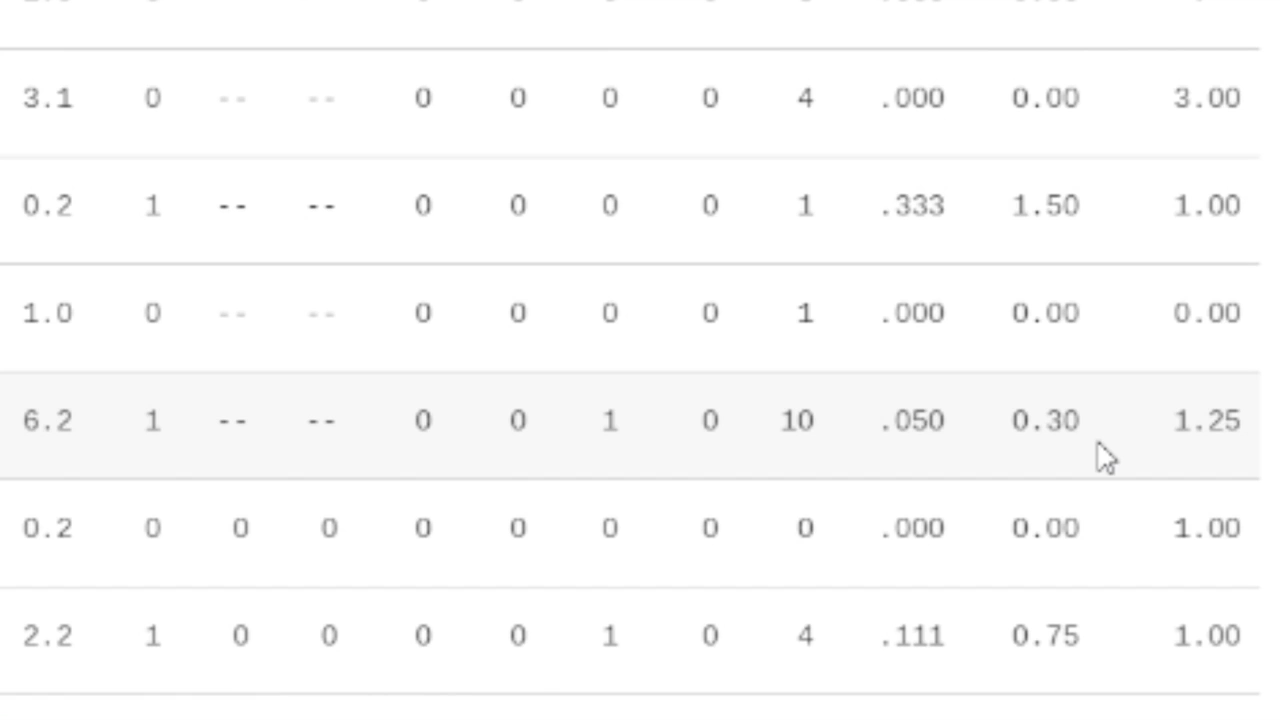 3.1 0 -- -- 0 0 0 0 4 .000 0.00 3.00
0.2 1 -- -- 0 0 0 0 1 .333 1.50 1.00
1.0 0 -- -- 0 0 0 0 1 .000 0.00 0.00
6.2 1 -- -- 0 0 1 0 10 .050 0.30 1.25
0.2 0 0 0 0 0 0 0 0 .000 0.00 1.00
2.2 1 0 0 0 0 1 0 4 .111 0.75 1.00